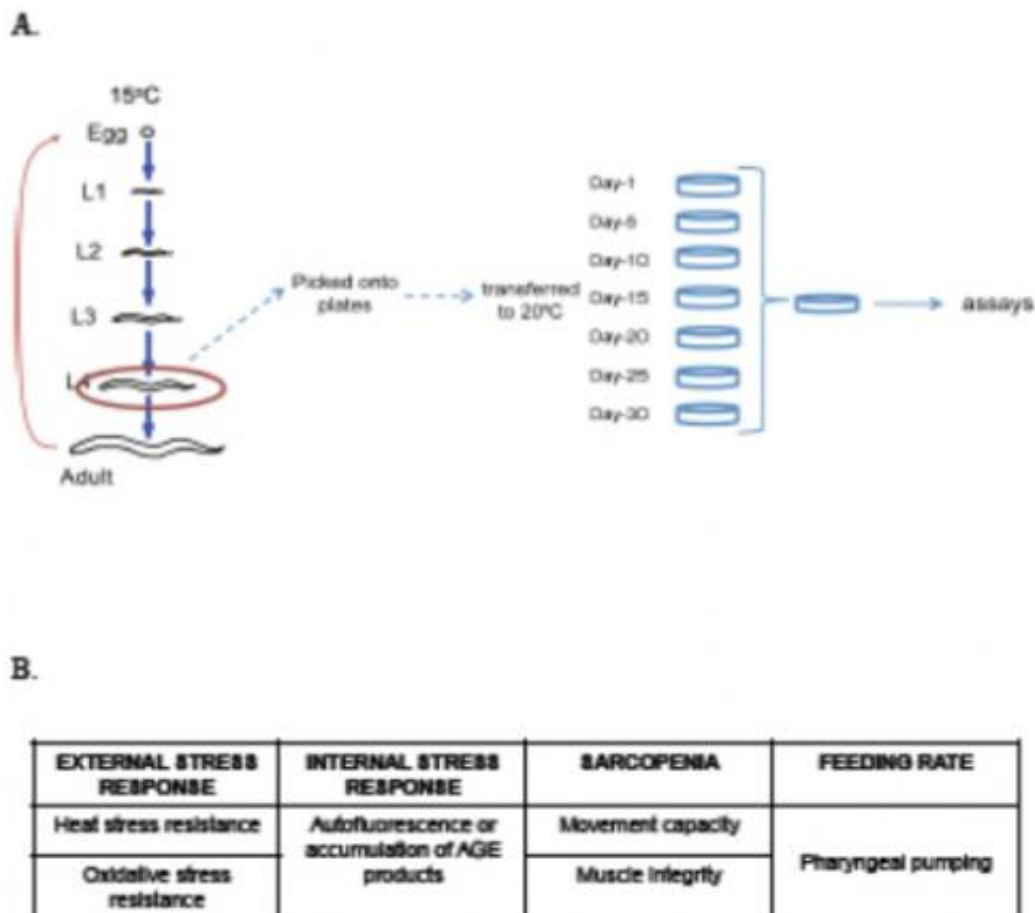 A.
15ºC
Egg
L1
L2
L3
L4
Adult
Picked onto
plates
transferred
to 20ºC
Day-1
Day-5
Day-10
Day-15
Day-20
Day-25
Day-30
assays
B.
EXTERNAL STRESS
RESPONSE
INTERNAL STRESS
RESPONSE
SARCOPENIA
FEEDING RATE
Heat stress resistance
Autofluorescence or
accumulation of AGE
products
Movement capacity
Pharyngeal pumping
Oxidative stress
resistance
Muscle integrity